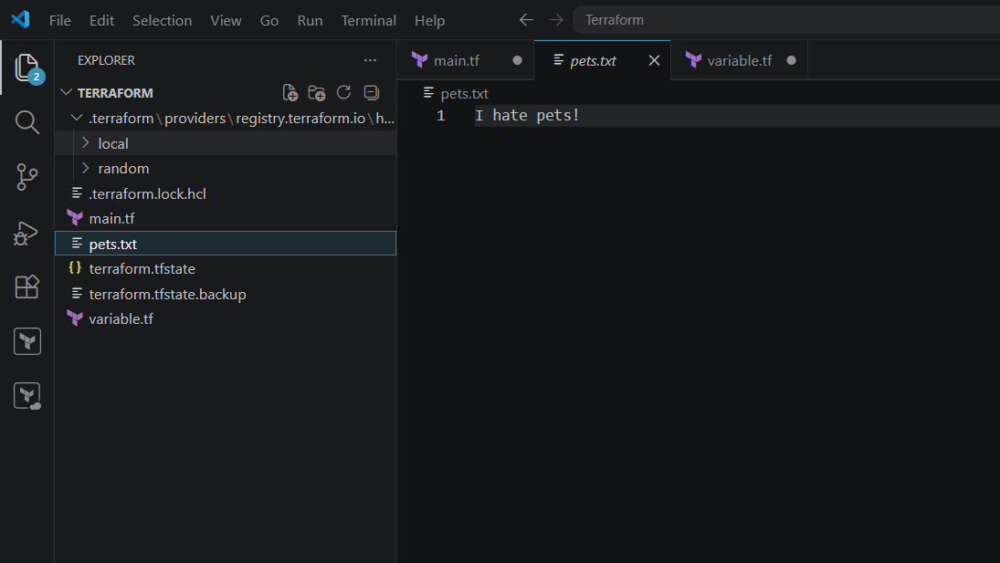 File Edit Selection View Go Run Terminal Help Terraform
2
EXPLORER
TERRAFORM
.terraform\providers\registry.terraform.io\h...
local
random
.terraform.lock.hcl
main.tf
pets.txt
{} terraform.tfstate
terraform.tfstate.backup
variable.tf
main.tf pets.txt variable.tf
pets.txt
1 I hate pets!